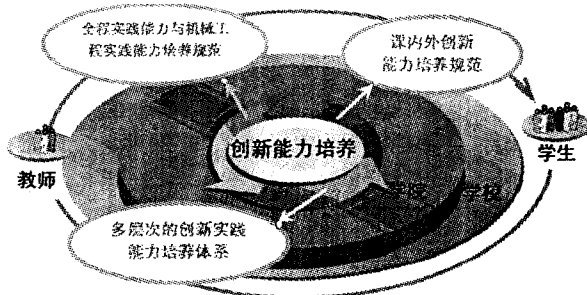 全程实践能力与机械工
程实践能力培养规范
课内外创新
能力培养规范
创新能力培养
教师
学生
学院
学校
多层次的创新实践
能力培养体系